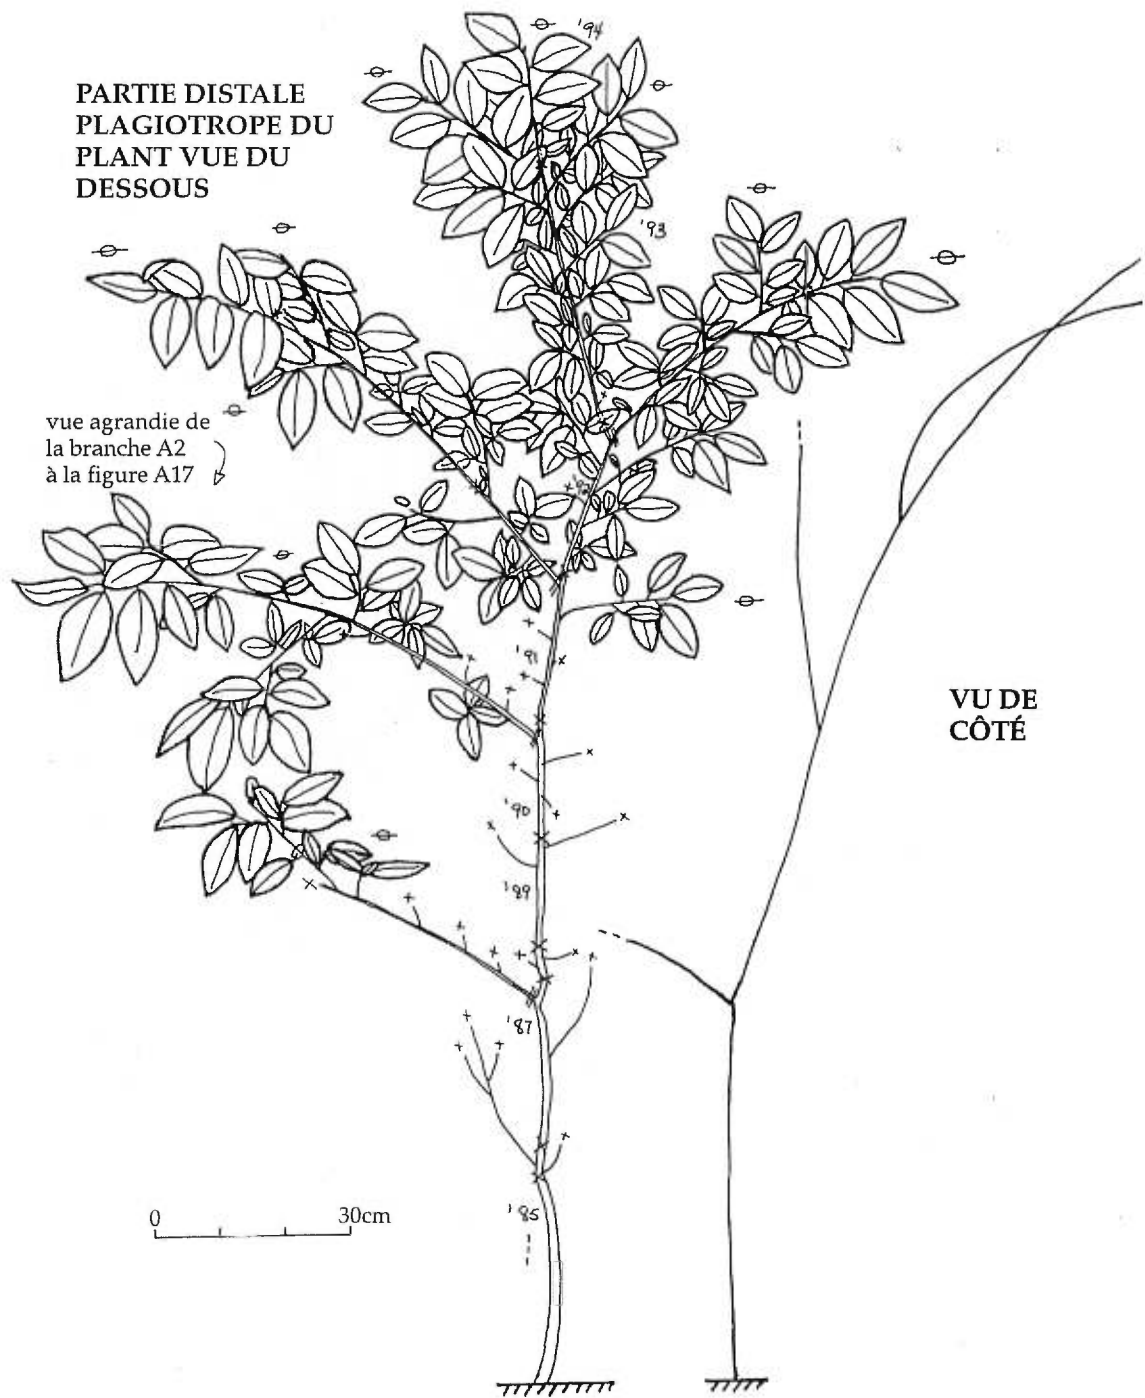 '94
PARTIE DISTALE
PLAGIOTROPE DU
PLANT VUE DU
DESSOUS
'93
vue agrandie de
la branche A2
à la figure A17
'92
'91
VU DE
CÔTÉ
'90
'89
'87
'85
0 30cm